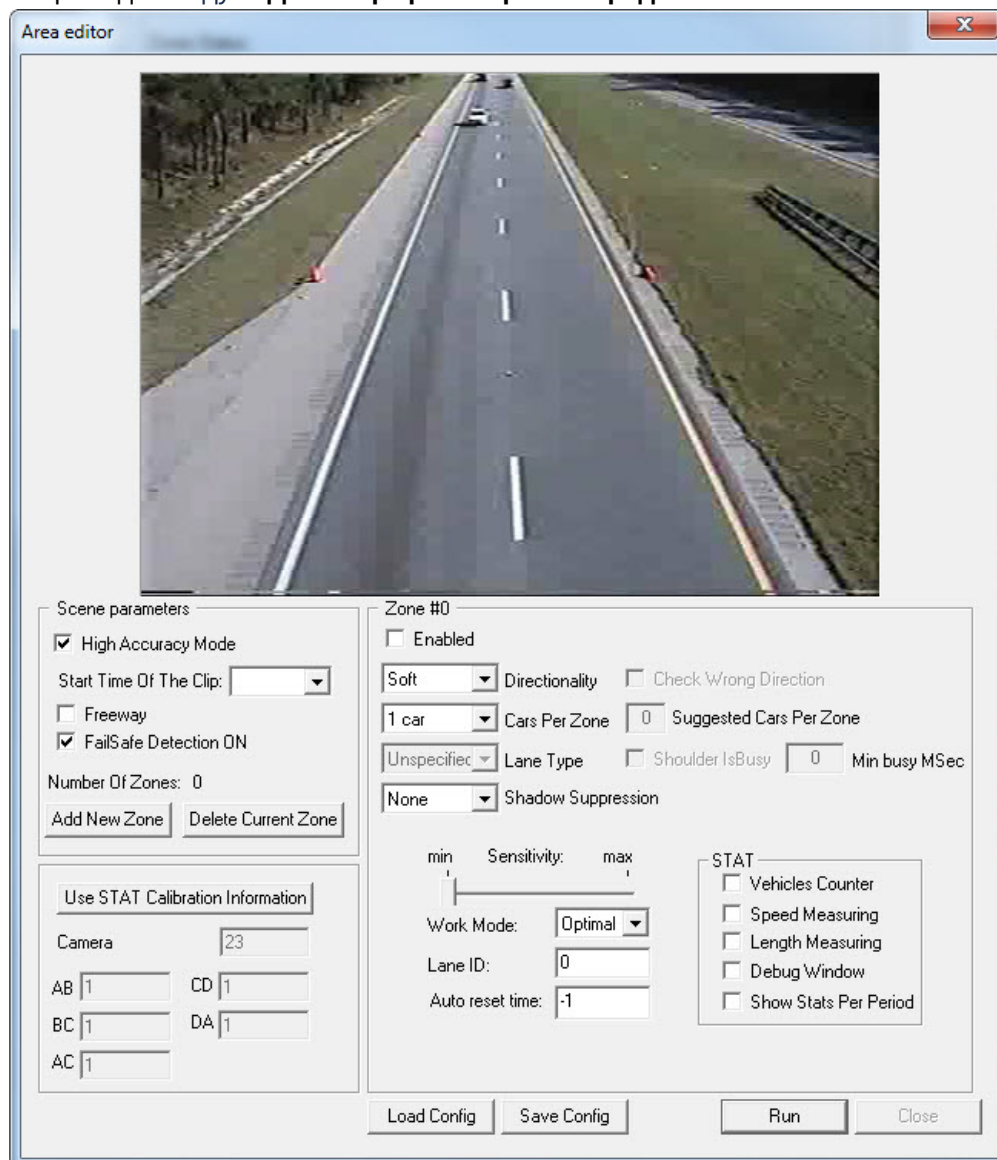 Area editor
Scene parameters
High Accuracy Mode
Start Time Of The Clip:
Freeway
FailSafe Detection ON
Number Of Zones: 0
Add New Zone Delete Current Zone
Use STAT Calibration Information
Camera 23
AB 1 CD 1
BC 1 DA 1
AC 1
Zone #0
Enabled
Soft Directionality Check Wrong Direction
1 car Cars Per Zone 0 Suggested Cars Per Zone
Lane Type Shoulder IsBusy 0 Min busy MSec
None Shadow Suppression
min Sensitivity: max
Work Mode: Optimal
Lane ID: 0
Auto reset time: -1
STAT
Vehicles Counter
Speed Measuring
Length Measuring
Debug Window
Show Stats Per Period
Load Config Save Config Run Close